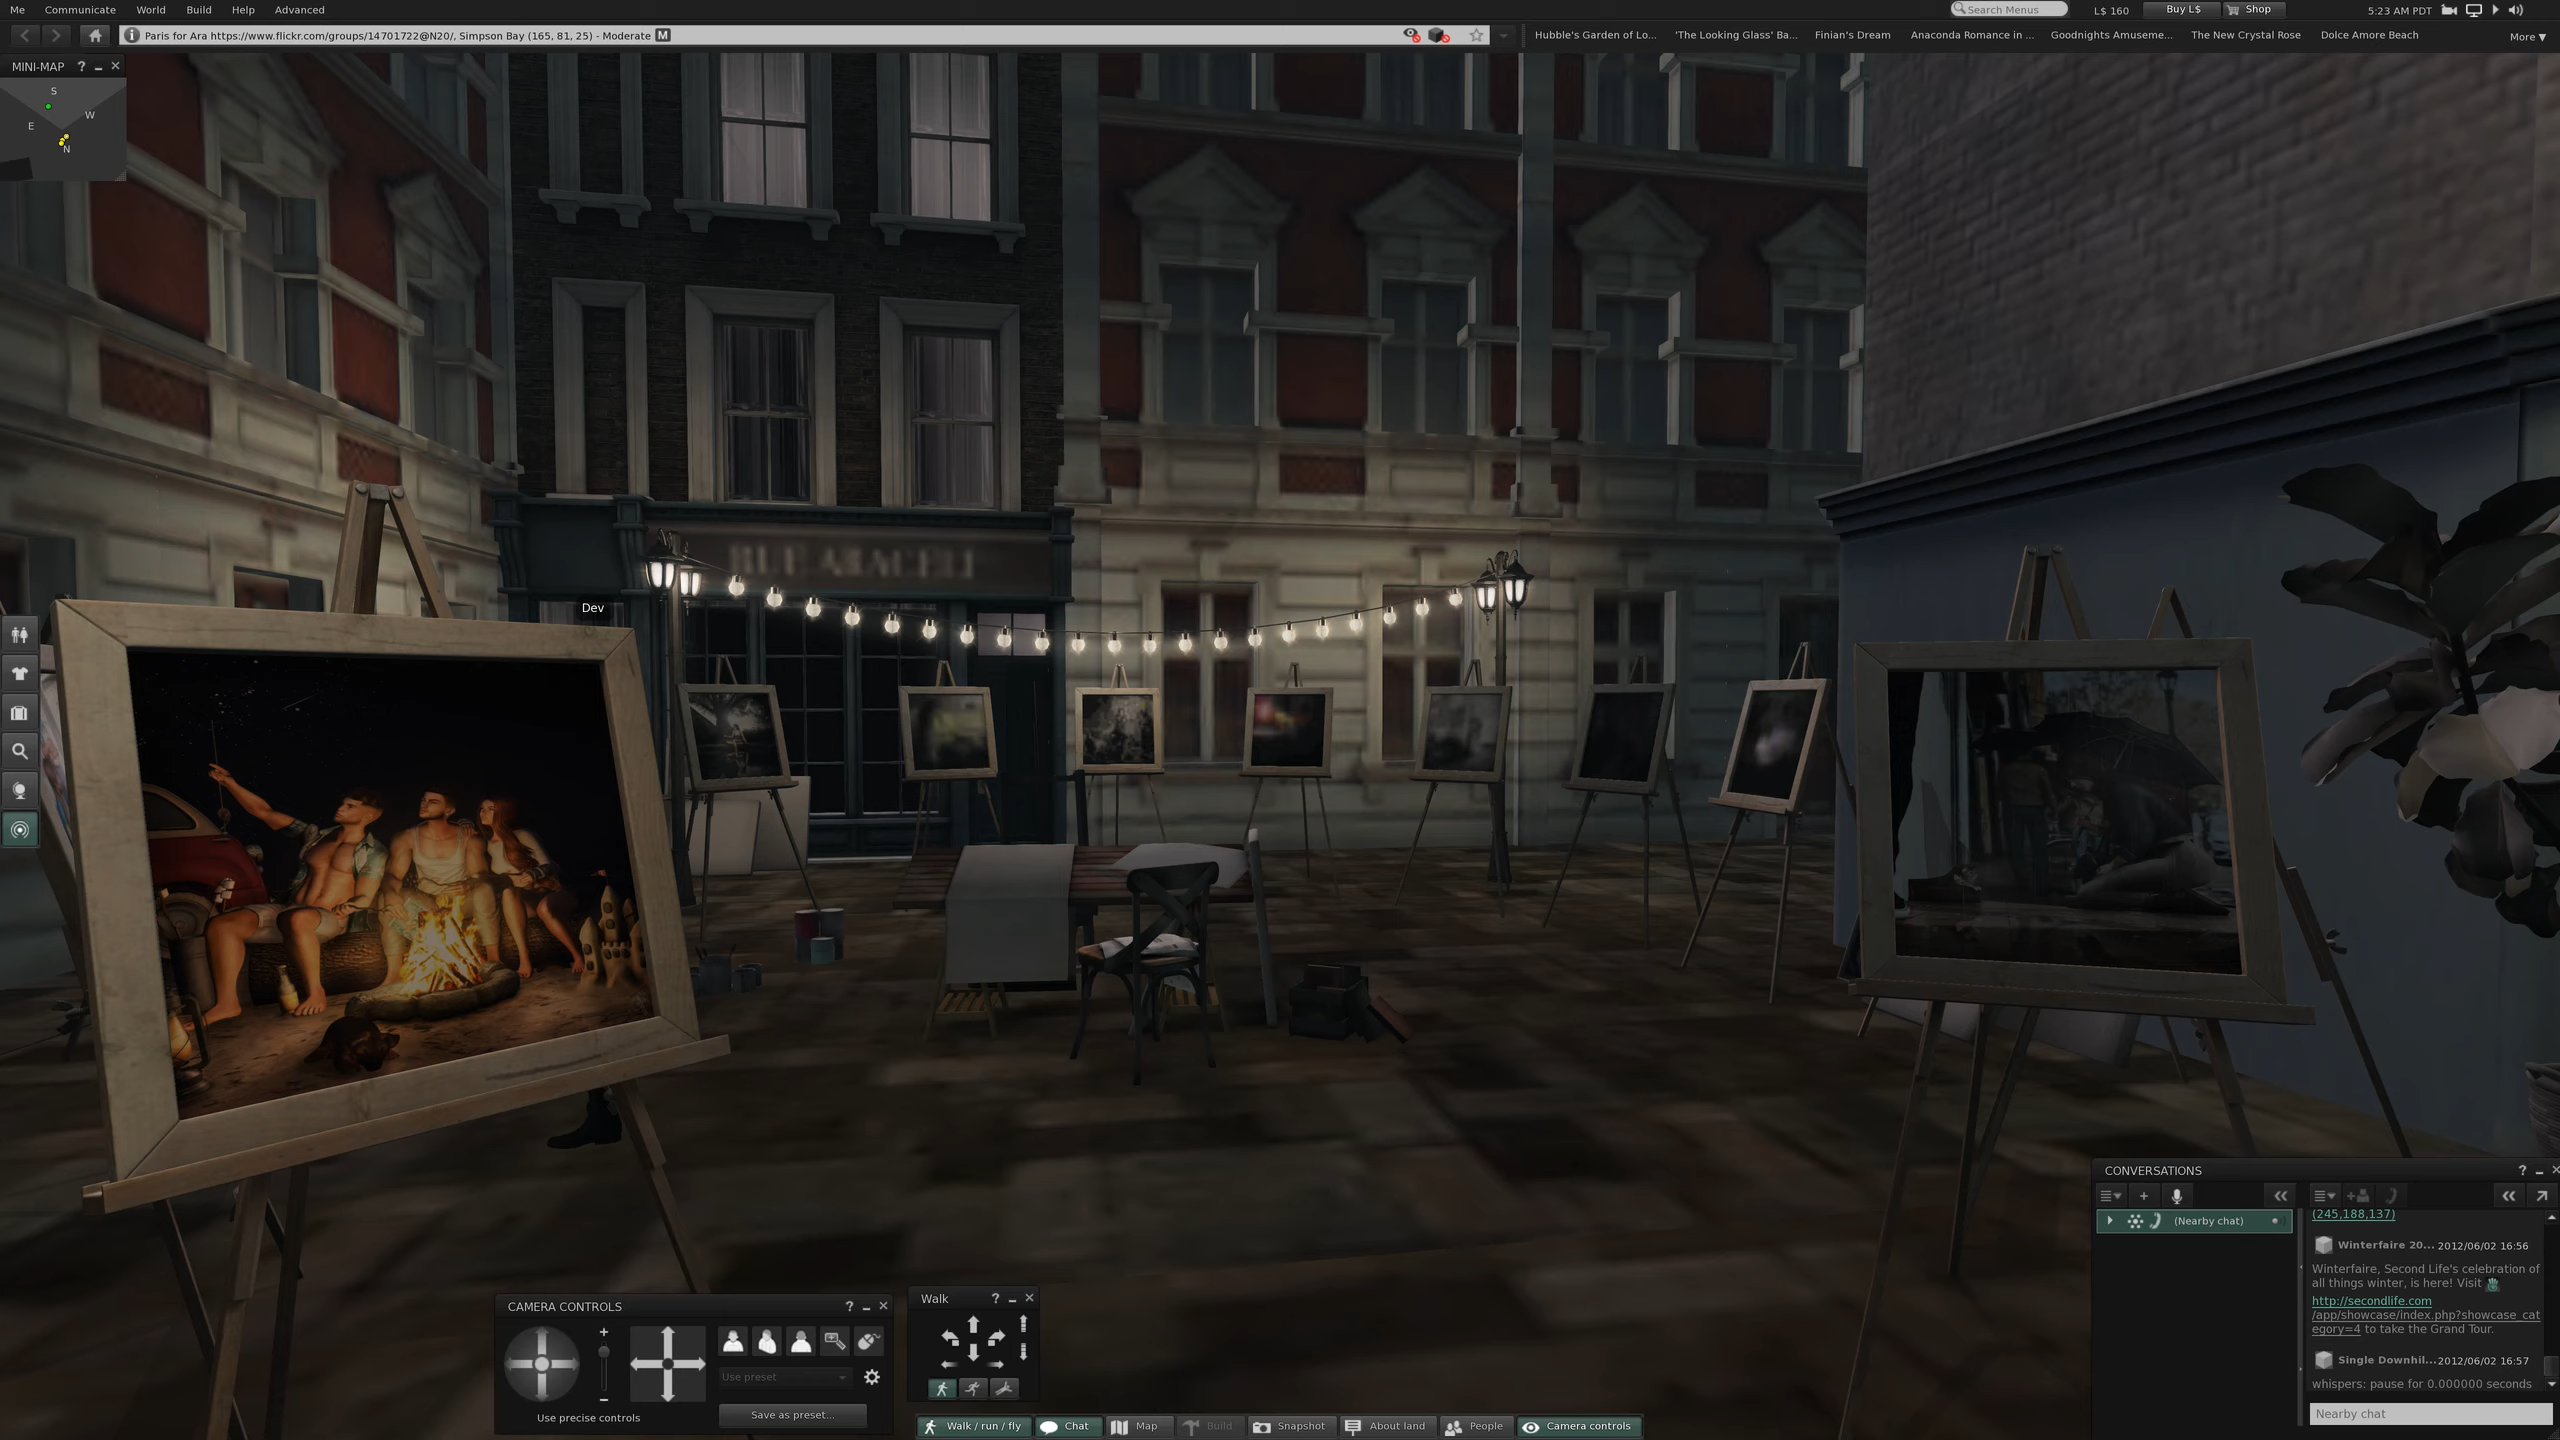 Me Communicate World Build Help Advanced
Search Menus L$ 160 Buy L$ Shop 5:23 AM PDT
Paris for Ara https://www.flickr.com/groups/14701722@N20/, Simpson Bay (165, 81, 25) - Moderate M
Hubble's Garden of Lo... 'The Looking Glass' Ba... Finian's Dream Anaconda Romance in ... Goodnights Amuseme... The New Crystal Rose Dolce Amore Beach More
MINI-MAP ?
S
W
E
N
Dev
CONVERSATIONS ?
(Nearby chat)
(245,188,137)
Winterfaire 20... 2012/06/02 16:56
Winterfaire, Second Life's celebration of
all things winter, is here! Visit
http://secondlife.com
/app/showcase/index.php?showcase_cat
egory=4 to take the Grand Tour.
Single Downhil... 2012/06/02 16:57
whispers: pause for 0.000000 seconds
Nearby chat
CAMERA CONTROLS ?
Use preset
Use precise controls
Save as preset...
Walk ?
Walk / run / fly Chat Map Build Snapshot About land People Camera controls